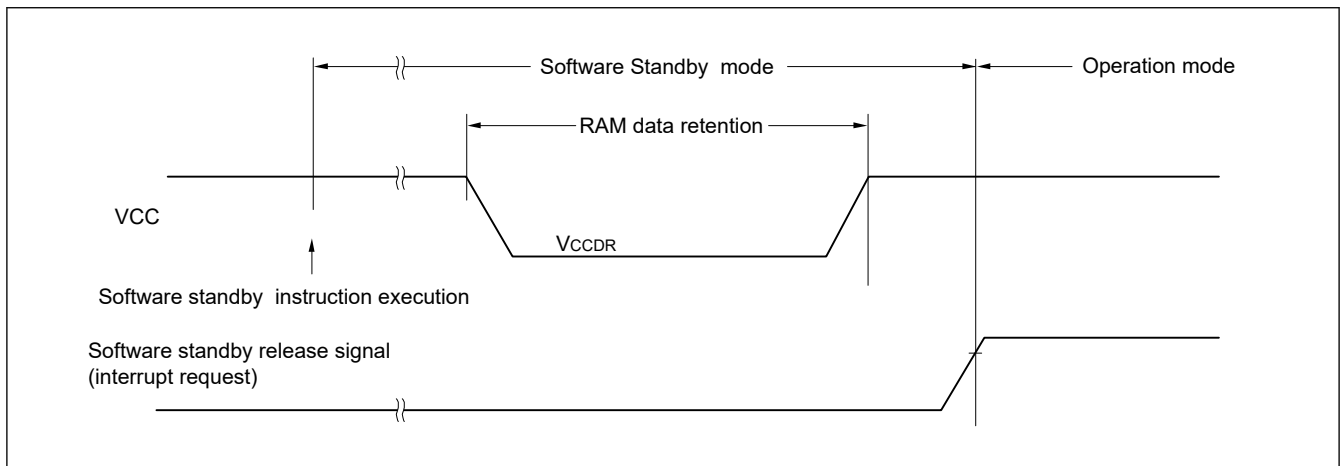 Software Standby mode
Operation mode
RAM data retention
VCC
VCCDR
Software standby instruction execution
Software standby release signal
(interrupt request)